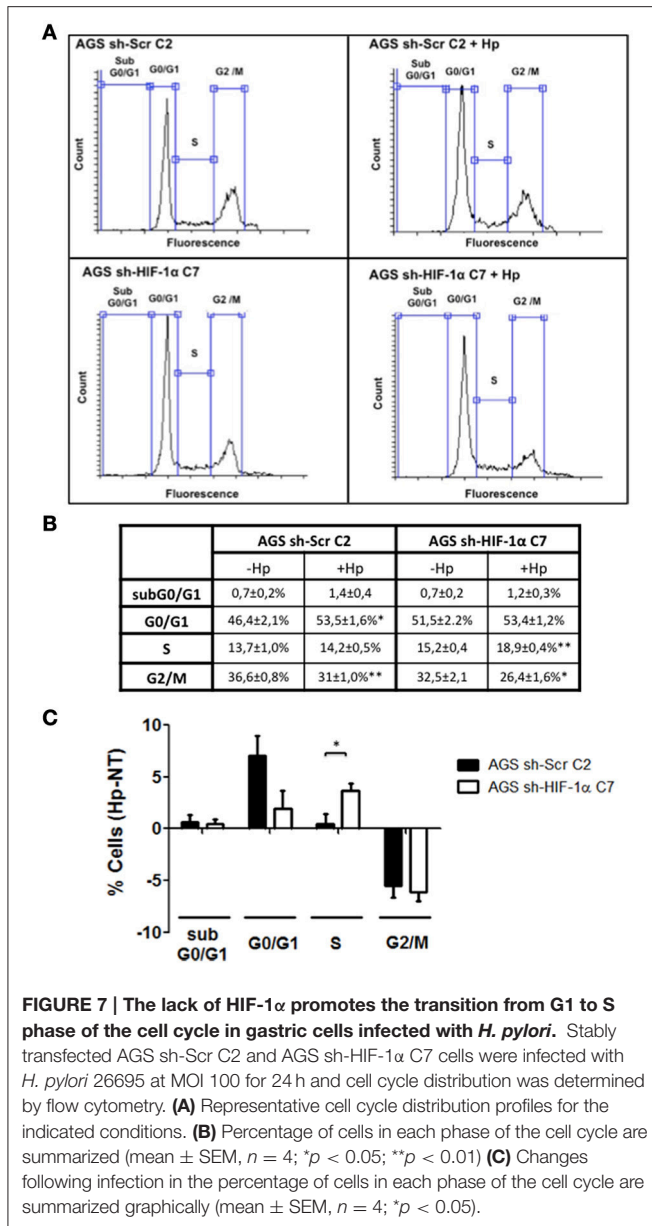 A
AGS sh-Scr C2
Sub
G0/G1
G0/G1
G2 /M
S
Count
Fluorescence
AGS sh-Scr C2 + Hp
Sub
G0/G1
G0/G1
G2 /M
S
Count
Fluorescence
AGS sh-HIF-1α C7
Sub
G0/G1
G0/G1
G2 /M
S
Count
Fluorescence
AGS sh-HIF-1α C7 + Hp
Sub
G0/G1
G0/G1
G2 /M
S
Count
Fluorescence
B
AGS sh-Scr C2 AGS sh-HIF-1α C7
-Hp +Hp -Hp +Hp
subG0/G1 0,7±0,2% 1,4±0,4 0,7±0,2 1,2±0,3%
G0/G1 46,4±2,1% 53,5±1,6%* 51,5±2.2% 53,4±1,2%
S 13,7±1,0% 14,2±0,5% 15,2±0,4 18,9±0,4%**
G2/M 36,6±0,8% 31±1,0%** 32,5±2,1 26,4±1,6%*
C
% Cells (Hp-NT)
10
5
0
-5
-10
*
AGS sh-Scr C2
AGS sh-HIF-1α C7
sub
G0/G1
G0/G1
S
G2/M
FIGURE 7 | The lack of HIF-1α promotes the transition from G1 to S
phase of the cell cycle in gastric cells infected with H. pylori. Stably
transfected AGS sh-Scr C2 and AGS sh-HIF-1α C7 cells were infected with
H. pylori 26695 at MOI 100 for 24 h and cell cycle distribution was determined
by flow cytometry. (A) Representative cell cycle distribution profiles for the
indicated conditions. (B) Percentage of cells in each phase of the cell cycle are
summarized (mean ± SEM, n = 4; *p < 0.05; **p < 0.01) (C) Changes
following infection in the percentage of cells in each phase of the cell cycle are
summarized graphically (mean ± SEM, n = 4; *p < 0.05).